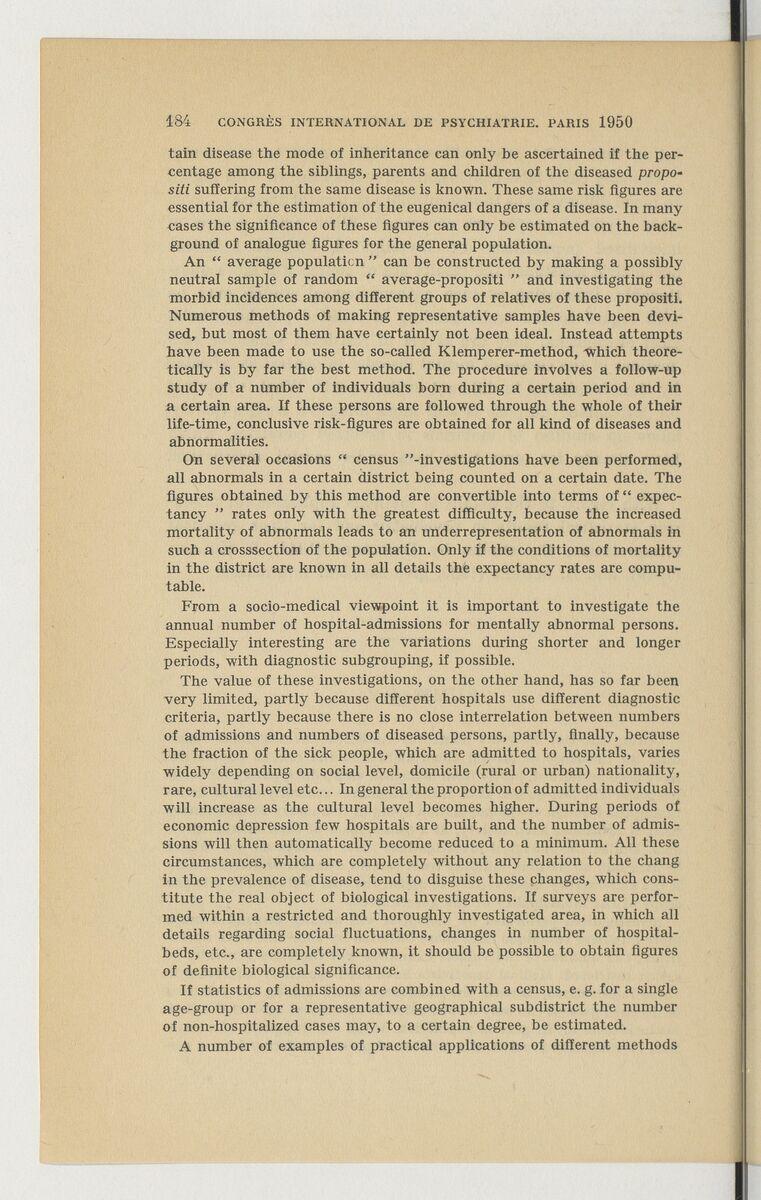 184 CONGRÈS INTERNATIONAL DE PSYCHIATRIE. PARIS 1950
tain disease the mode of inheritance can only be ascertained if the per-
centage among the siblings, parents and children of the diseased propo-
siti suffering from the same disease is known. These same risk figures are
essential for the estimation of the eugenical dangers of a disease. In many
cases the significance of these figures can only be estimated on the back-
ground of analogue figures for the general population.
An “ average population ” can be constructed by making a possibly
neutral sample of random “ average-propositi ” and investigating the
morbid incidences among different groups of relatives of these propositi.
Numerous methods of making representative samples have been devi-
sed, but most of them have certainly not been ideal. Instead attempts
have been made to use the so-called Klemperer-method, which theore-
tically is by far the best method. The procedure involves a follow-up
study of a number of individuals born during a certain period and in
a certain area. If these persons are followed through the whole of their
life-time, conclusive risk-figures are obtained for all kind of diseases and
abnormalities.
On several occasions “ census ”-investigations have been performed,
all abnormals in a certain district being counted on a certain date. The
figures obtained by this method are convertible into terms of “ expec-
tancy ” rates only with the greatest difficulty, because the increased
mortality of abnormals leads to an underrepresentation of abnormals in
such a crosssection of the population. Only if the conditions of mortality
in the district are known in all details the expectancy rates are compu-
table.
From a socio-medical viewpoint it is important to investigate the
annual number of hospital-admissions for mentally abnormal persons.
Especially interesting are the variations during shorter and longer
periods, with diagnostic subgrouping, if possible.
The value of these investigations, on the other hand, has so far been
very limited, partly because different hospitals use different diagnostic
criteria, partly because there is no close interrelation between numbers
of admissions and numbers of diseased persons, partly, finally, because
the fraction of the sick people, which are admitted to hospitals, varies
widely depending on social level, domicile (rural or urban) nationality,
rare, cultural level etc... In general the proportion of admitted individuals
will increase as the cultural level becomes higher. During periods of
economic depression few hospitals are built, and the number of admis-
sions will then automatically become reduced to a minimum. All these
circumstances, which are completely without any relation to the chang
in the prevalence of disease, tend to disguise these changes, which cons-
titute the real object of biological investigations. If surveys are perfor-
med within a restricted and thoroughly investigated area, in which all
details regarding social fluctuations, changes in number of hospital-
beds, etc., are completely known, it should be possible to obtain figures
of definite biological significance.
If statistics of admissions are combined with a census, e. g. for a single
age-group or for a representative geographical subdistrict the number
of non-hospitalized cases may, to a certain degree, be estimated.
A number of examples of practical applications of different methods